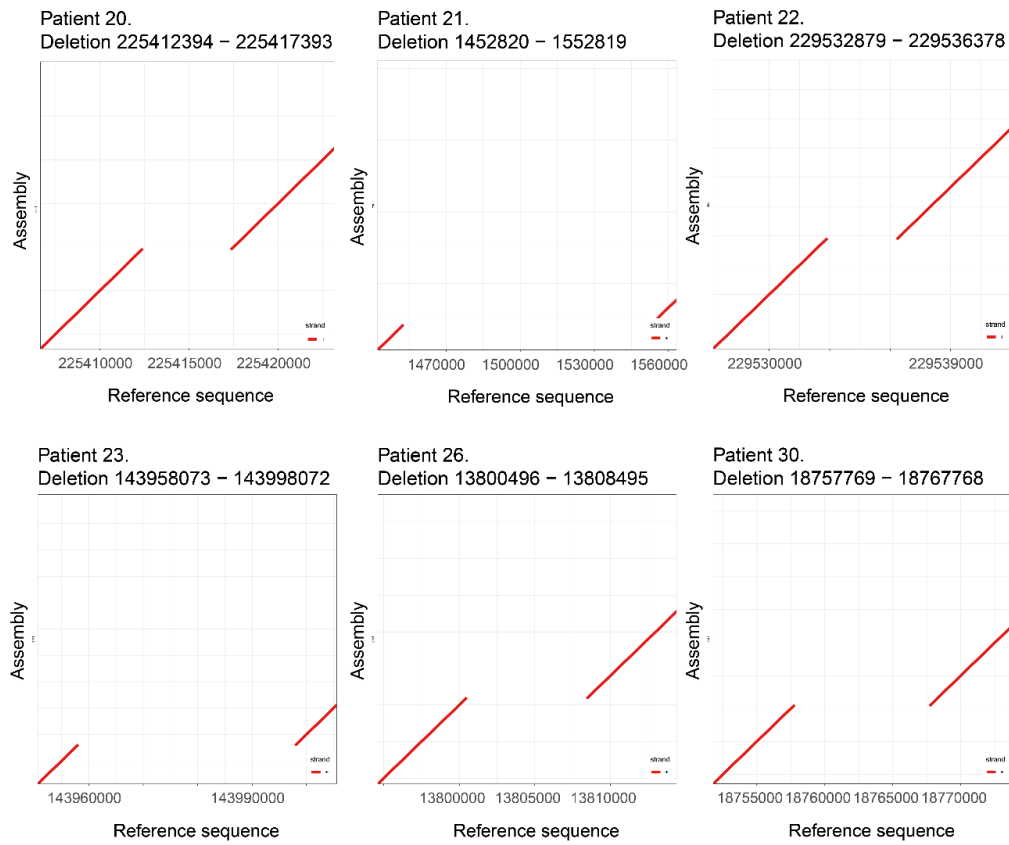 Patient 20.
Deletion 225412394 – 225417393
Assembly
strand
225410000 225415000 225420000
Reference sequence
Patient 21.
Deletion 1452820 – 1552819
Assembly
strand
+
1470000 1500000 1530000 1560000
Reference sequence
Patient 22.
Deletion 229532879 – 229536378
Assembly
strand
229530000 229539000
Reference sequence
Patient 23.
Deletion 143958073 – 143998072
Assembly
strand
+
143960000 143990000
Reference sequence
Patient 26.
Deletion 13800496 – 13808495
Assembly
strand
+
13800000 13805000 13810000
Reference sequence
Patient 30.
Deletion 18757769 – 18767768
Assembly
strand
+
18755000 18760000 18765000 18770000
Reference sequence